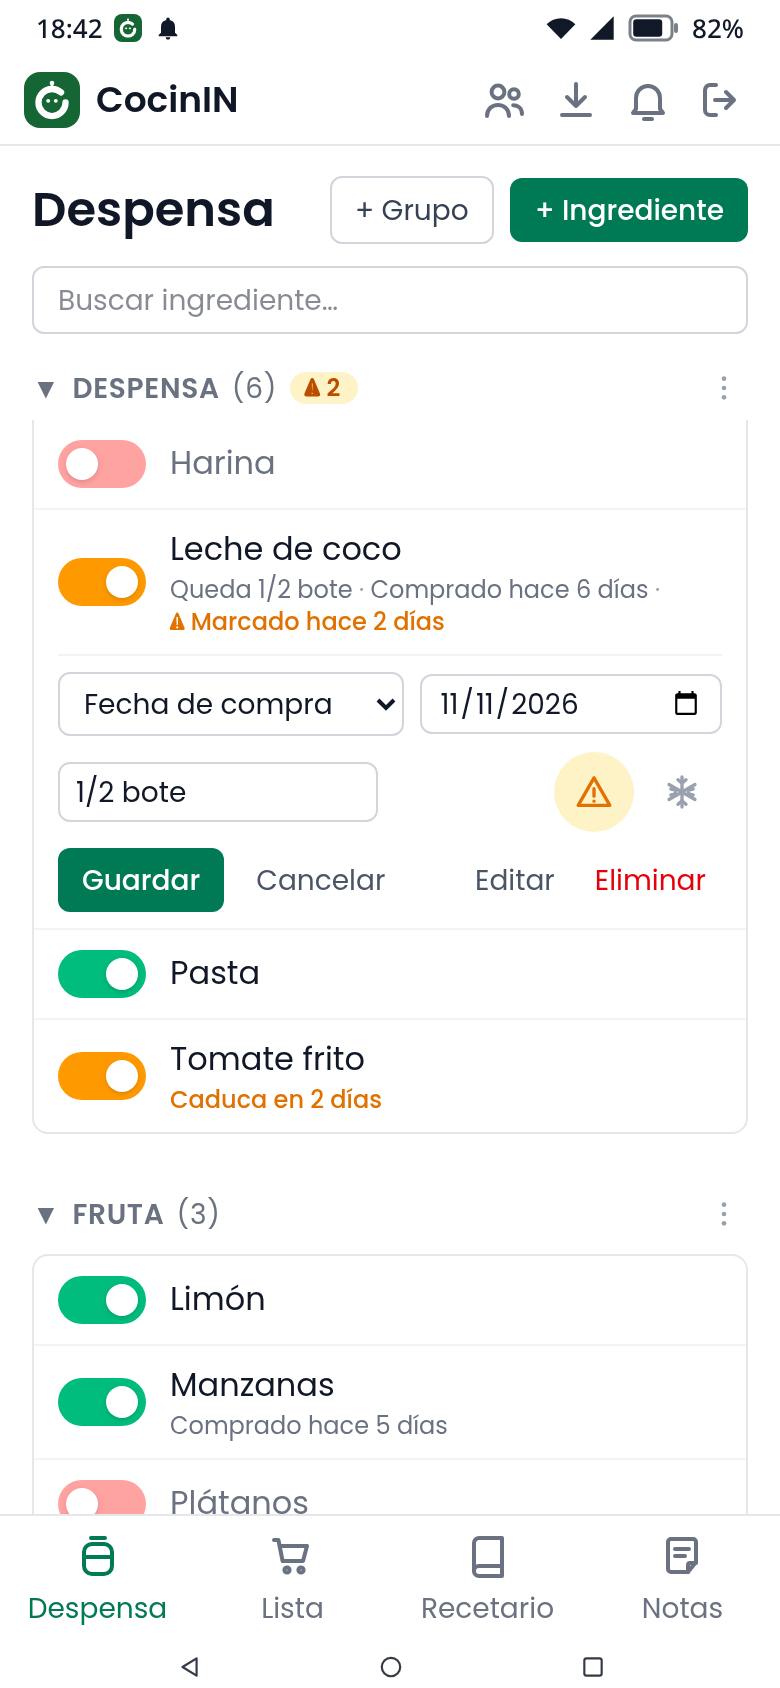 18:42
82%
CocinIN
Despensa
+ Grupo
+ Ingrediente
Buscar ingrediente...
▼ DESPENSA (6) ⚠ 2
Harina
Leche de coco
Queda 1/2 bote · Comprado hace 6 días ·
⚠ Marcado hace 2 días
Fecha de compra
11/11/2026
1/2 bote
Guardar
Cancelar
Editar
Eliminar
Pasta
Tomate frito
Caduca en 2 días
▼ FRUTA (3)
Limón
Manzanas
Comprado hace 5 días
Plátanos
Despensa
Lista
Recetario
Notas